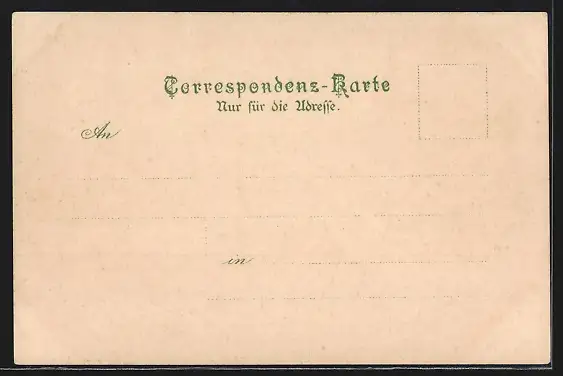 Correspondenz-Karte
Nur für die Adresse.
An
in